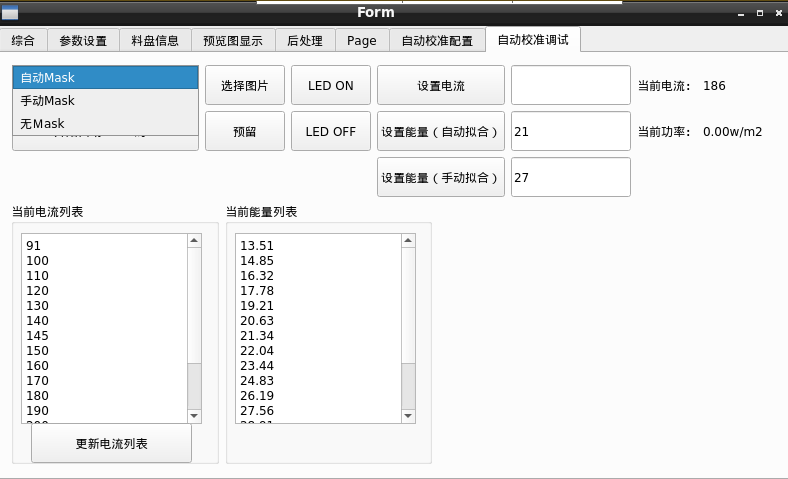 Form
综合 参数设置 料盘信息 预览图显示 后处理 Page 自动校准配置 自动校准调试
自动Mask
手动Mask
无Mask
选择图片 LED ON 设置电流 当前电流： 186
预留 LED OFF 设置能量（自动拟合） 21 当前功率： 0.00w/m2
设置能量（手动拟合） 27
当前电流列表 当前能量列表
91 13.51
100 14.85
110 16.32
120 17.78
130 19.21
140 20.63
145 21.34
150 22.04
160 23.44
170 24.83
180 26.19
190 27.56
更新电流列表